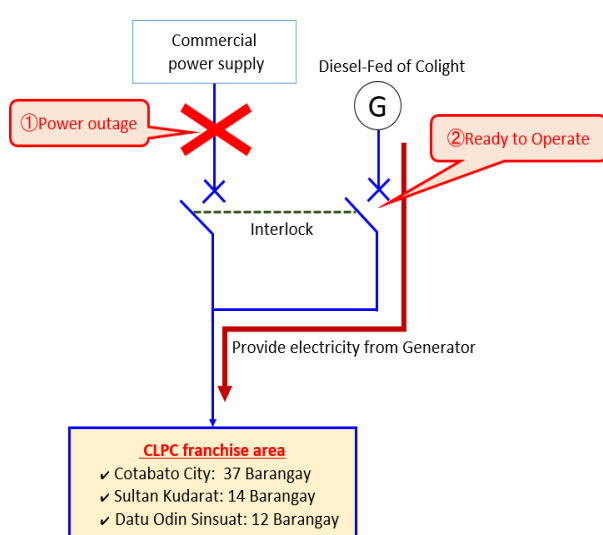 Commercial
power supply
Diesel-Fed of Colight
G
①Power outage
②Ready to Operate
Interlock
Provide electricity from Generator
CLPC franchise area
✔ Cotabato City:  37 Barangay
✔ Sultan Kudarat: 14 Barangay
✔ Datu Odin Sinsuat: 12 Barangay